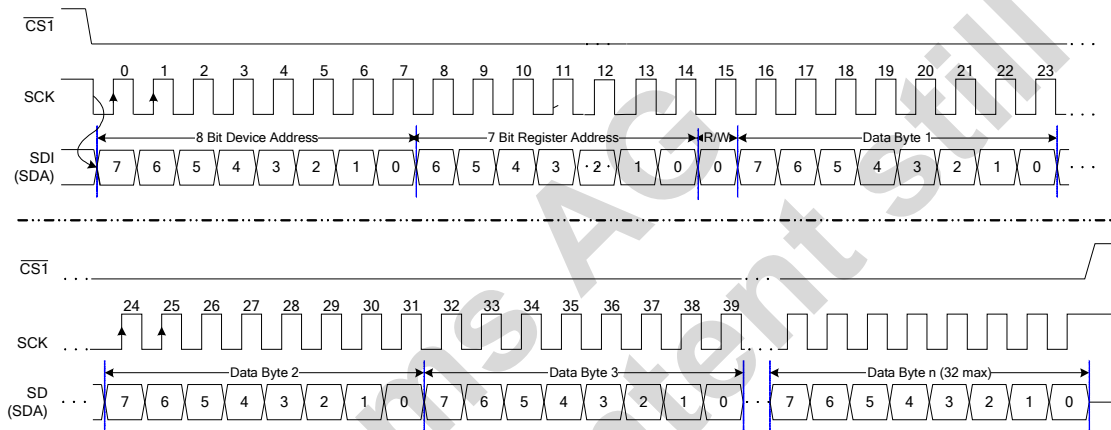 CS1
0 1 2 3 4 5 6 7 8 9 10 11 12 13 14 15 16 17 18 19 20 21 22 23
SCK
8 Bit Device Address 7 Bit Register Address R/W Data Byte 1
SDI
(SDA)
7 6 5 4 3 2 1 0 6 5 4 3 2 1 0 0 7 6 5 4 3 2 1 0
CS1
24 25 26 27 28 29 30 31 32 33 34 35 36 37 38 39
SCK
Data Byte 2 Data Byte 3 Data Byte n (32 max)
SD
(SDA)
7 6 5 4 3 2 1 0 7 6 5 4 3 2 1 0 7 6 5 4 3 2 1 0
ms AG
tent still